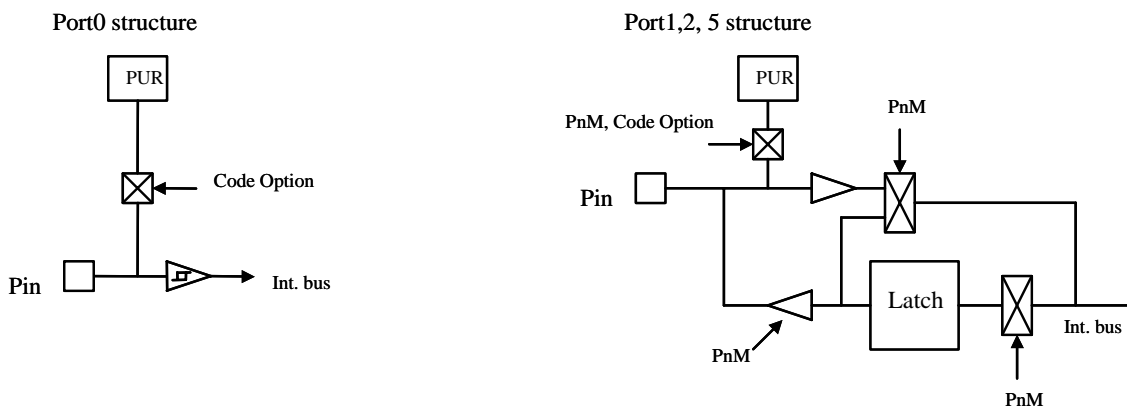 Port0 structure
PUR
Code Option
Pin
Int. bus
Port1,2, 5 structure
PUR
PnM, Code Option
PnM
Pin
Latch
Int. bus
PnM
PnM